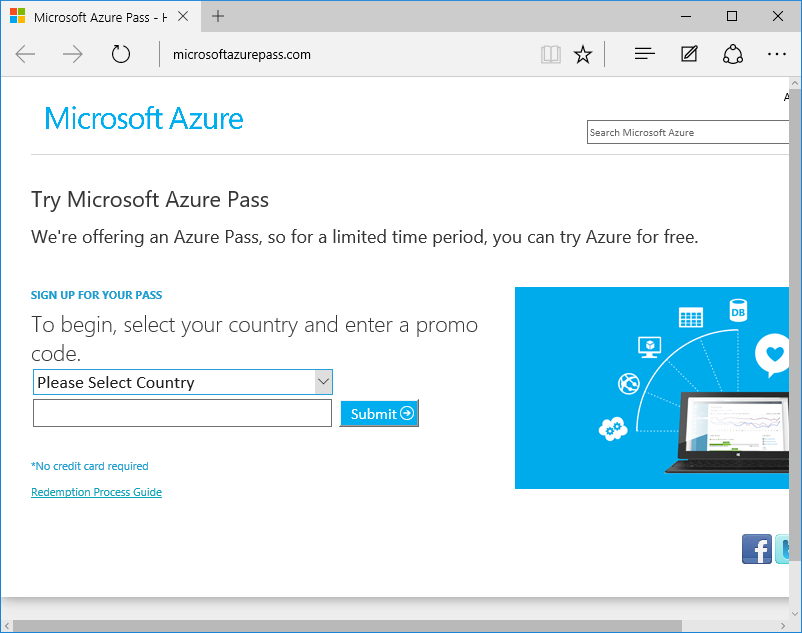 Microsoft Azure Pass - H
microsoftazurepass.com
A
Microsoft Azure
Search Microsoft Azure
Try Microsoft Azure Pass
We're offering an Azure Pass, so for a limited time period, you can try Azure for free.
SIGN UP FOR YOUR PASS
To begin, select your country and enter a promo
code.
Please Select Country
Submit
*No credit card required
Redemption Process Guide
DB
f